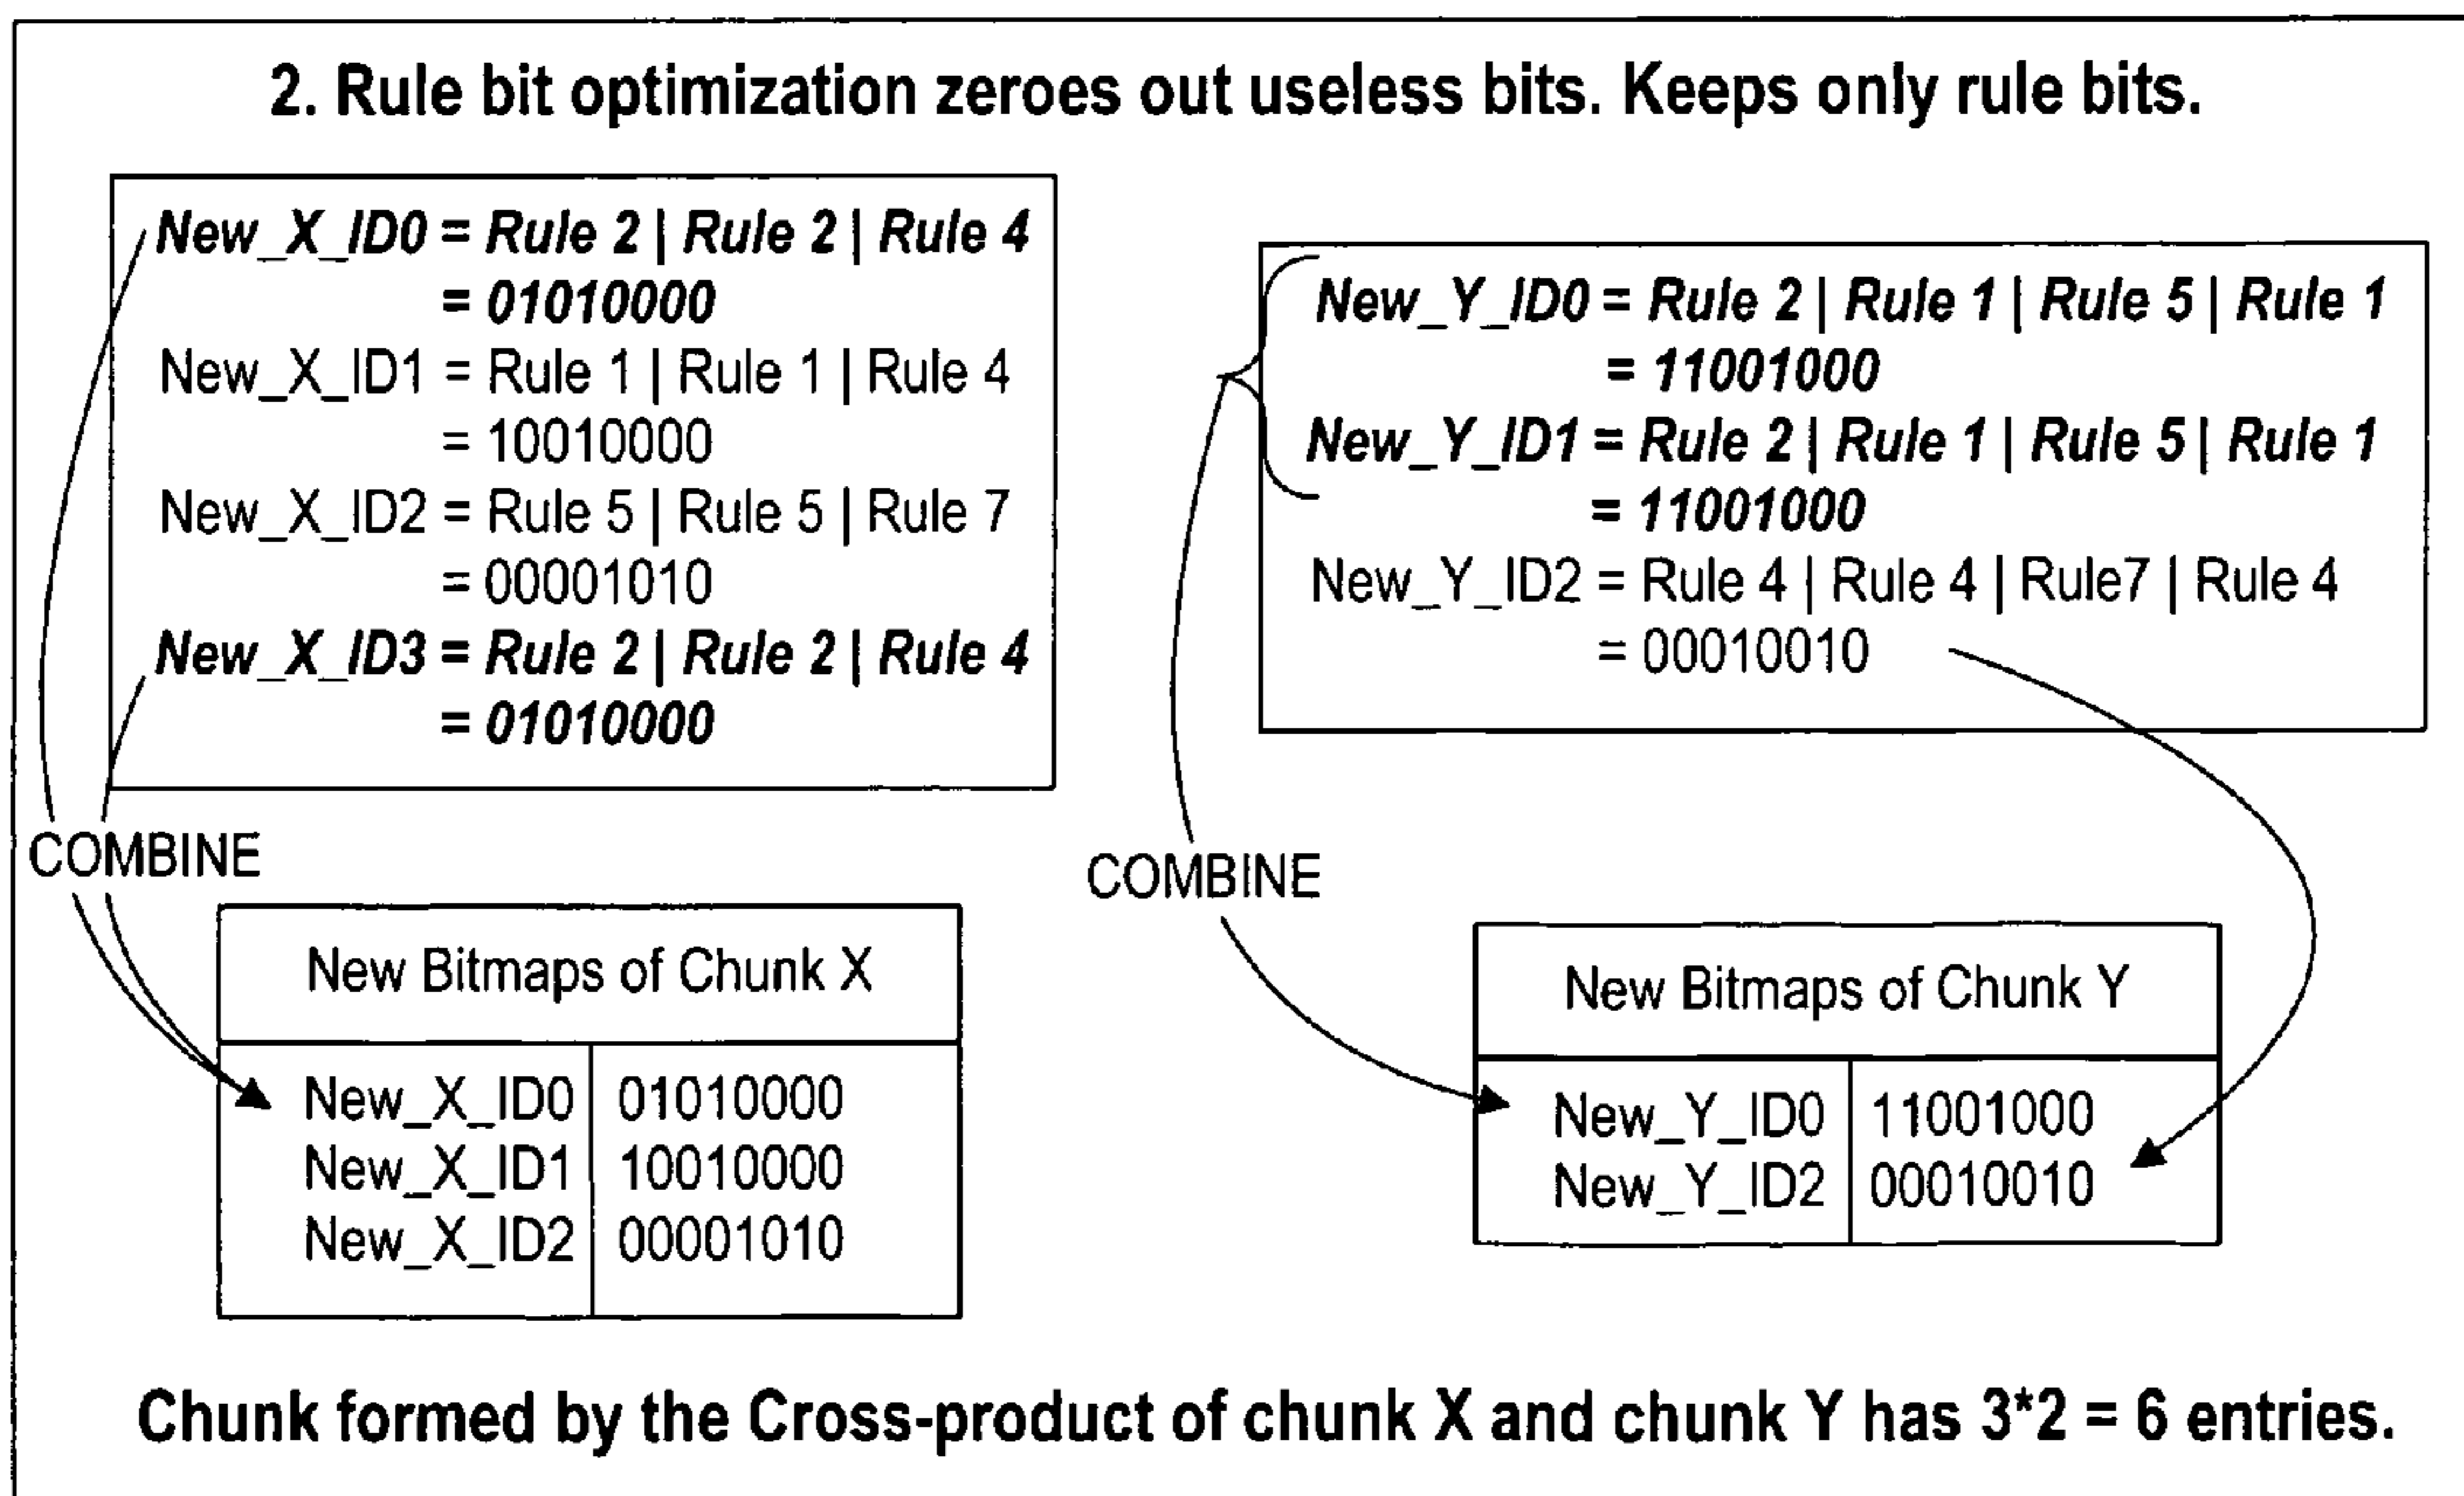 2. Rule bit optimization zeroes out useless bits. Keeps only rule bits.
New_X_ID0 = Rule 2 | Rule 2 | Rule 4
= 01010000
New_X_ID1 = Rule 1 | Rule 1 | Rule 4
= 10010000
New_X_ID2 = Rule 5 | Rule 5 | Rule 7
= 00001010
New_X_ID3 = Rule 2 | Rule 2 | Rule 4
= 01010000
New_Y_ID0 = Rule 2 | Rule 1 | Rule 5 | Rule 1
= 11001000
New_Y_ID1 = Rule 2 | Rule 1 | Rule 5 | Rule 1
= 11001000
New_Y_ID2 = Rule 4 | Rule 4 | Rule7 | Rule 4
= 00010010
COMBINE
COMBINE
New Bitmaps of Chunk X
New_X_ID0 01010000
New_X_ID1 10010000
New_X_ID2 00001010
New Bitmaps of Chunk Y
New_Y_ID0 11001000
New_Y_ID2 00010010
Chunk formed by the Cross-product of chunk X and chunk Y has 3*2 = 6 entries.